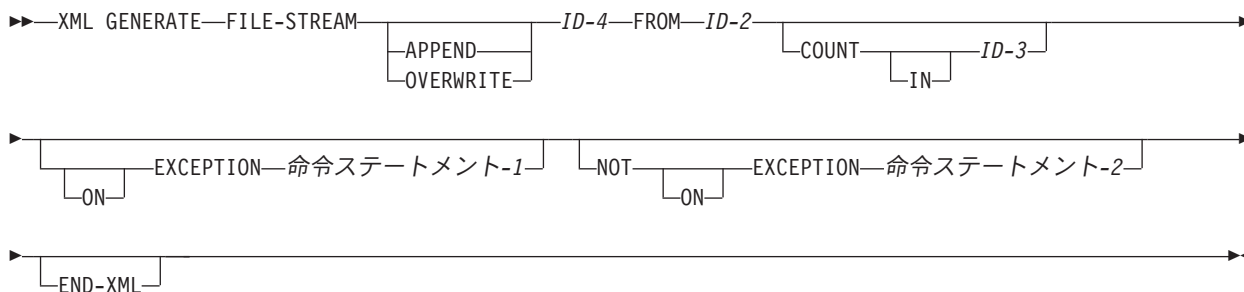 XML GENERATE FILE-STREAM APPEND OVERWRITE ID-4 FROM ID-2 COUNT IN ID-3
ON EXCEPTION 命令ステートメント-1 NOT ON EXCEPTION 命令ステートメント-2
END-XML